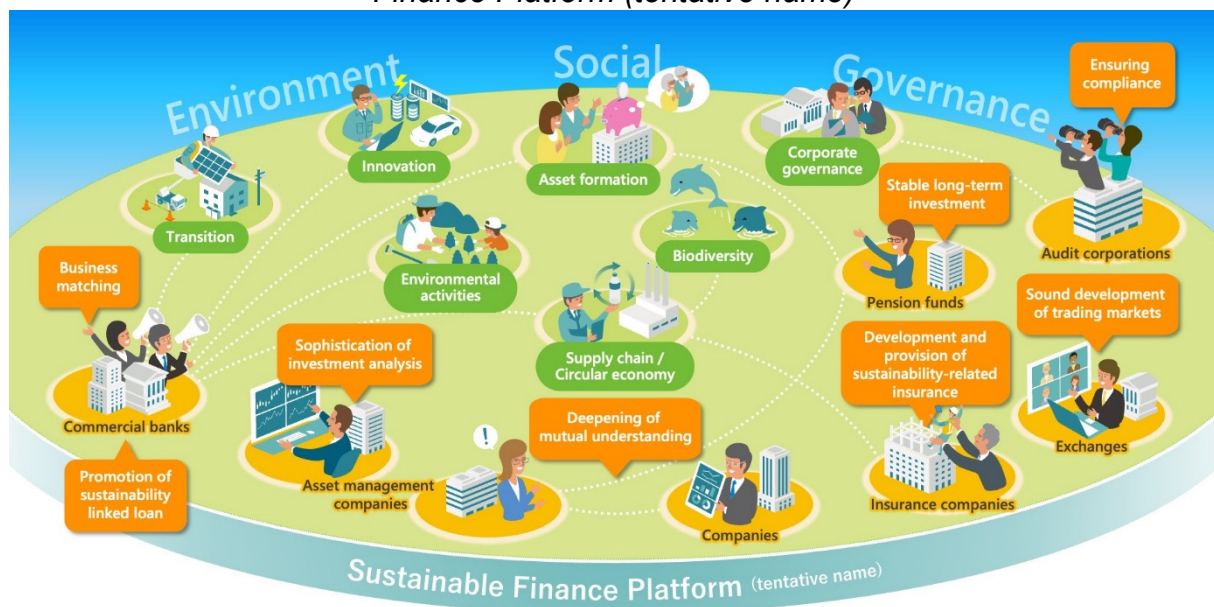 Finance Platform (tentative name)
Environment
Social
Governance
Ensuring
compliance
Innovation
Asset formation
Corporate
governance
Stable long-term
investment
Transition
Biodiversity
Audit corporations
Environmental
activities
Business
matching
Pension funds
Sound development
of trading markets
Sophistication of
investment analysis
Supply chain /
Circular economy
Development and
provision of
sustainability-related
insurance
Commercial banks
Deepening of
mutual understanding
Exchanges
Promotion of
sustainability
linked loan
Asset management
companies
!
Companies
Insurance companies
Sustainable Finance Platform (tentative name)